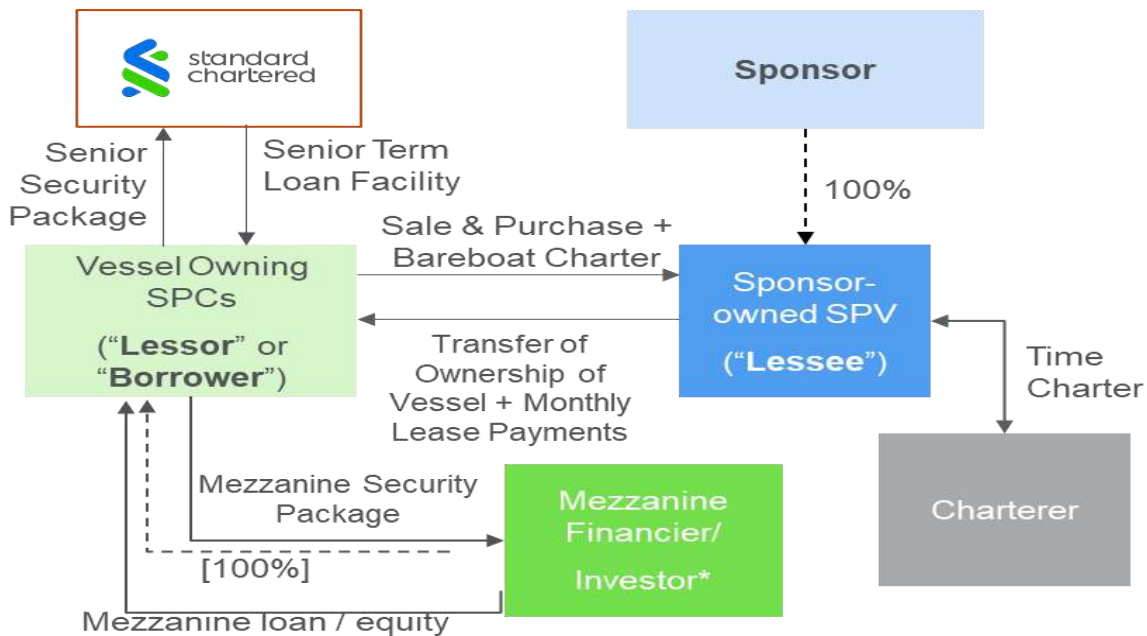 standard
chartered
Sponsor
Senior
Security
Package
Senior Term
Loan Facility
100%
Sale & Purchase +
Bareboat Charter
Vessel Owning
SPCs
(“Lessor” or
“Borrower”)
Sponsor-
owned SPV
(“Lessee”)
Transfer of
Ownership of
Vessel + Monthly
Lease Payments
Time
Charter
Mezzanine Security
Package
[100%]
Mezzanine loan / equity
Mezzanine
Financier/
Investor*
Charterer